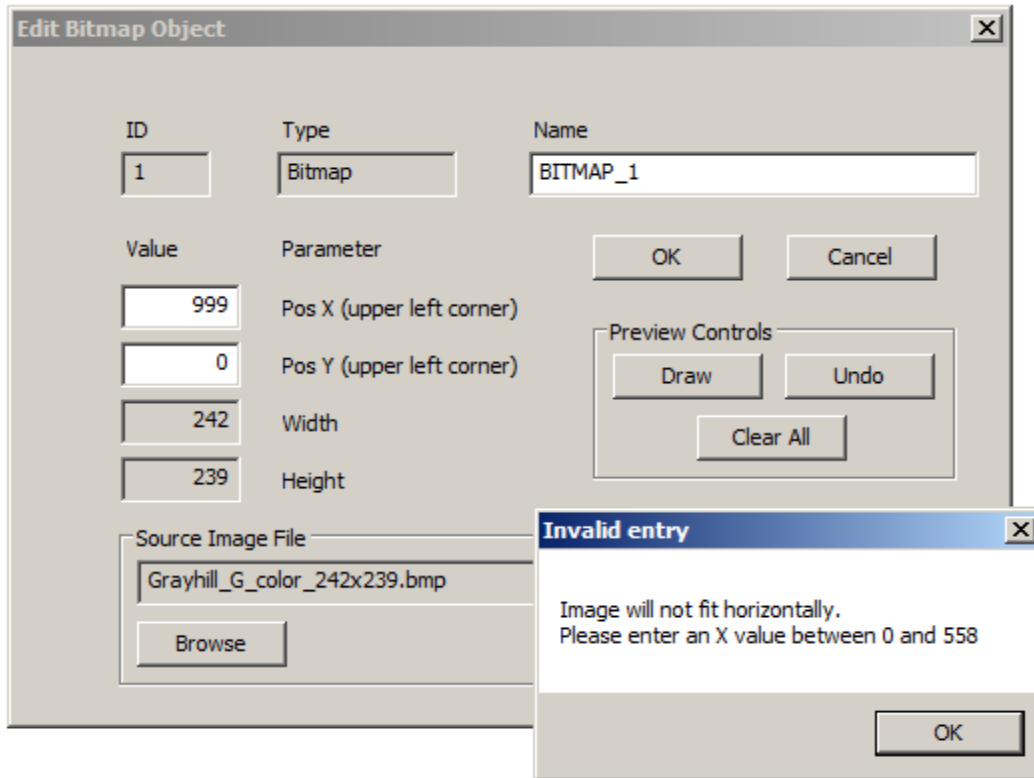 Edit Bitmap Object
ID Type Name
1 Bitmap BITMAP_1
Value Parameter OK Cancel
999 Pos X (upper left corner)
Preview Controls
0 Pos Y (upper left corner) Draw Undo
242 Width Clear All
239 Height
Source Image File
Grayhill_G_color_242x239.bmp
Browse
Invalid entry
Image will not fit horizontally.
Please enter an X value between 0 and 558
OK